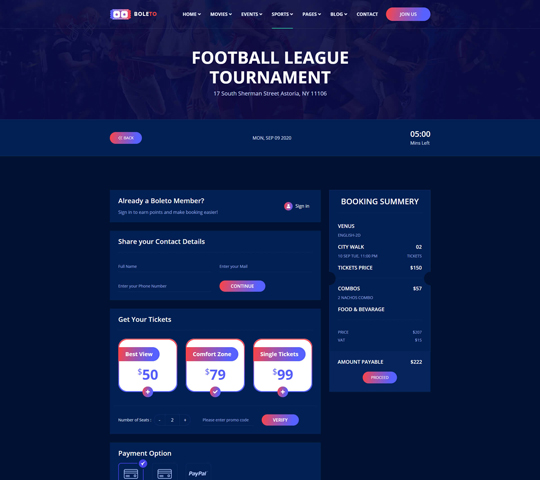 BOLETO
HOME MOVIES EVENTS SPORTS PAGES BLOG CONTACT JOIN US
FOOTBALL LEAGUE
TOURNAMENT
17 South Sherman Street Astoria, NY 11106
BACK
MON, SEP 09 2020
05:00
Mins Left
Already a Boleto Member?
Sign in to earn points and make booking easier!
Sign in
Share your Contact Details
Full Name
Enter your Mail
Enter your Phone Number
CONTINUE
Get Your Tickets
Best View
$50
Comfort Zone
$79
Single Tickets
$99
Number of Seats :
- 2 +
Please enter promo code
VERIFY
Payment Option
PayPal
BOOKING SUMMERY
VENUS
ENGLISH-2D
CITY WALK 02
10 SEP TUE, 11:00 PM TICKETS
TICKETS PRICE $150
COMBOS $57
2 NACHOS COMBO
FOOD & BEVARAGE
PRICE $207
VAT $15
AMOUNT PAYABLE $222
PROCEED